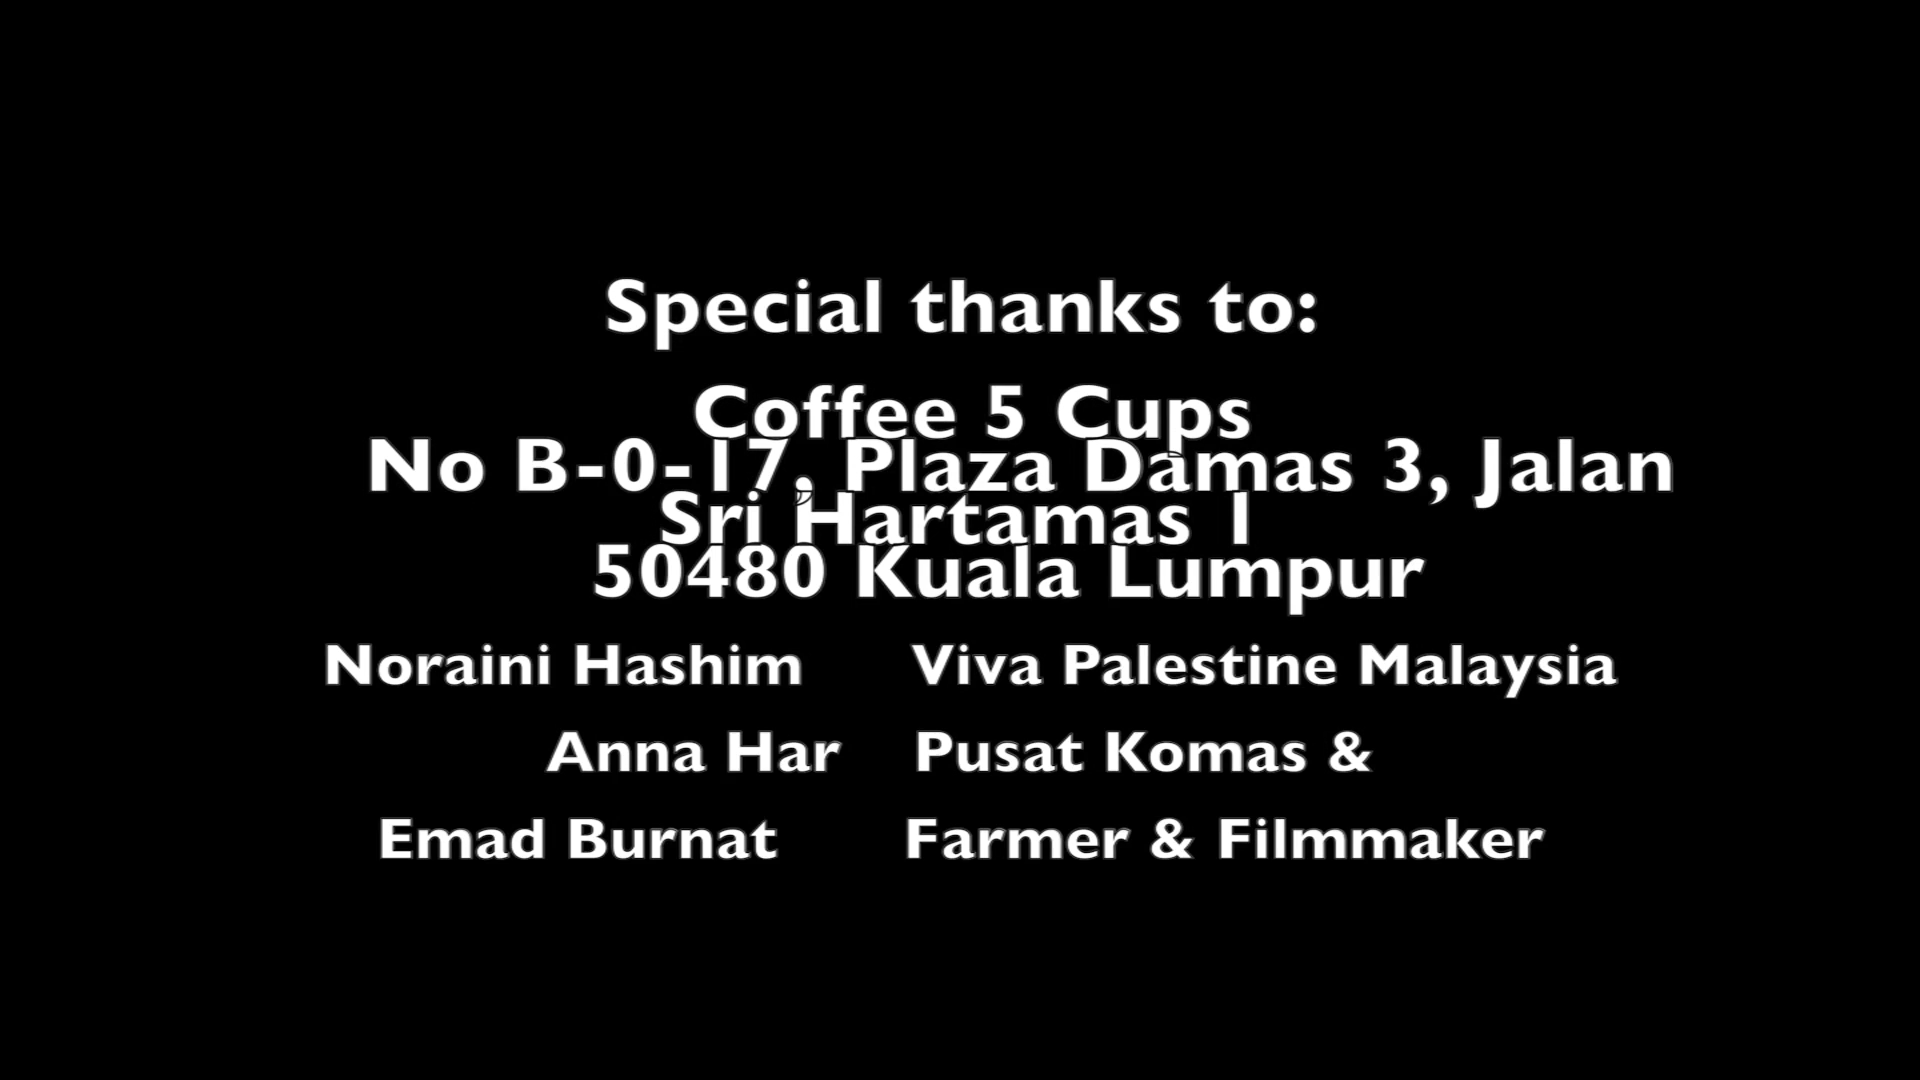 Special thanks to:
Coffee 5 Cups
No B-0-17, Plaza Damas 3, Jalan
Sri Hartamas 1
50480 Kuala Lumpur
Noraini Hashim Viva Palestine Malaysia
Anna Har Pusat Komas &
Emad Burnat Farmer & Filmmaker